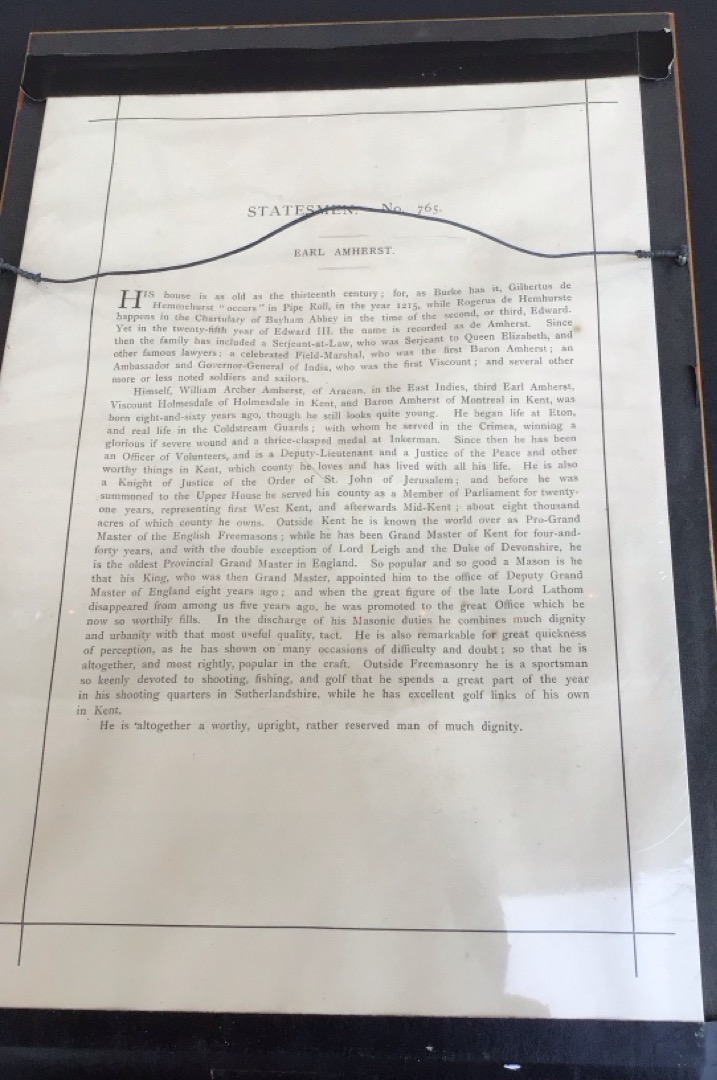 STATESMEN. No. 765.
EARL AMHERST.
HIS house is as old as the thirteenth century; for, as Burke has it, Gilbertus de
Hemmehurst "occurs" in Pipe Roll, in the year 1215, while Rogerus de Hemhurste
happens in the Chartulary of Bayham Abbey in the time of the second, or third, Edward.
Yet in the twenty-fifth year of Edward III. the name is recorded as de Amherst. Since
then the family has included a Serjeant-at-Law, who was Serjeant to Queen Elizabeth, and
other famous lawyers; a celebrated Field-Marshal, who was the first Baron Amherst; an
Ambassador and Governor-General of India, who was the first Viscount; and several other
more or less noted soldiers and sailors.
Himself, William Archer Amherst, of Aracan, in the East Indies, third Earl Amherst,
Viscount Holmesdale of Holmesdale in Kent, and Baron Amherst of Montreal in Kent, was
born eight-and-sixty years ago, though he still looks quite young. He began life at Eton,
and real life in the Coldstream Guards; with whom he served in the Crimea, winning a
glorious if severe wound and a thrice-clasped medal at Inkerman. Since then he has been
an Officer of Volunteers, and is a Deputy-Lieutenant and a Justice of the Peace and other
worthy things in Kent, which county he loves and has lived with all his life. He is also
a Knight of Justice of the Order of St. John of Jerusalem; and before he was
summoned to the Upper House he served his county as a Member of Parliament for twenty-
one years, representing first West Kent, and afterwards Mid-Kent; about eight thousand
acres of which county he owns. Outside Kent he is known the world over as Pro-Grand
Master of the English Freemasons; while he has been Grand Master of Kent for four-and-
forty years, and with the double exception of Lord Leigh and the Duke of Devonshire, he
is the oldest Provincial Grand Master in England. So popular and so good a Mason is he
that his King, who was then Grand Master, appointed him to the office of Deputy Grand
Master of England eight years ago; and when the great figure of the late Lord Lathom
disappeared from among us five years ago, he was promoted to the great Office which he
now so worthily fills. In the discharge of his Masonic duties he combines much dignity
and urbanity with that most useful quality, tact. He is also remarkable for great quickness
of perception, as he has shown on many occasions of difficulty and doubt; so that he is
altogether, and most rightly, popular in the craft. Outside Freemasonry he is a sportsman
so keenly devoted to shooting, fishing, and golf that he spends a great part of the year
in his shooting quarters in Sutherlandshire, while he has excellent golf links of his own
in Kent.
He is altogether a worthy, upright, rather reserved man of much dignity.